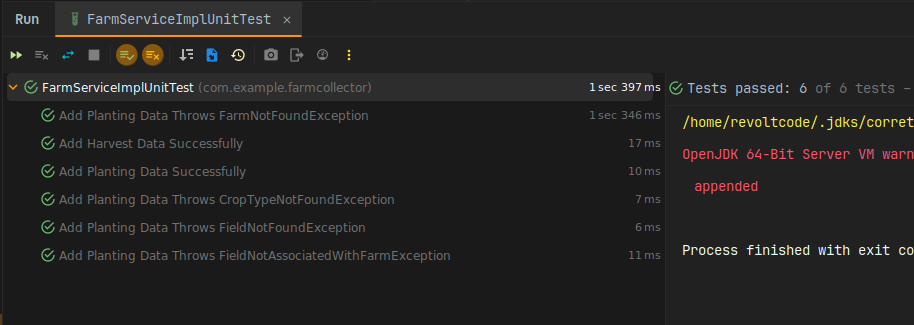 Run FarmServiceImplUnitTest
FarmServiceImplUnitTest (com.example.farmcollector) 1 sec 397 ms
Add Planting Data Throws FarmNotFoundException 1 sec 346 ms
Add Harvest Data Successfully 17 ms
Add Planting Data Successfully 10 ms
Add Planting Data Throws CropTypeNotFoundException 7 ms
Add Planting Data Throws FieldNotFoundException 6 ms
Add Planting Data Throws FieldNotAssociatedWithFarmException 11 ms
Tests passed: 6 of 6 tests –
/home/revoltcode/.jdks/corret
OpenJDK 64-Bit Server VM warn
appended
Process finished with exit co